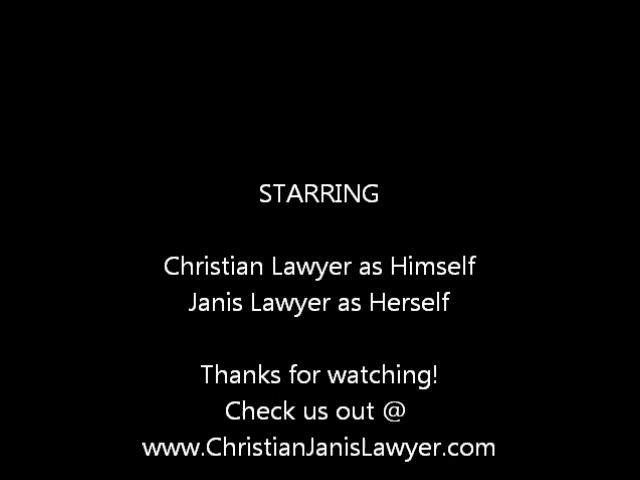 STARRING
Christian Lawyer as Himself
Janis Lawyer as Herself
Thanks for watching!
Check us out @
www.ChristianJanisLawyer.com